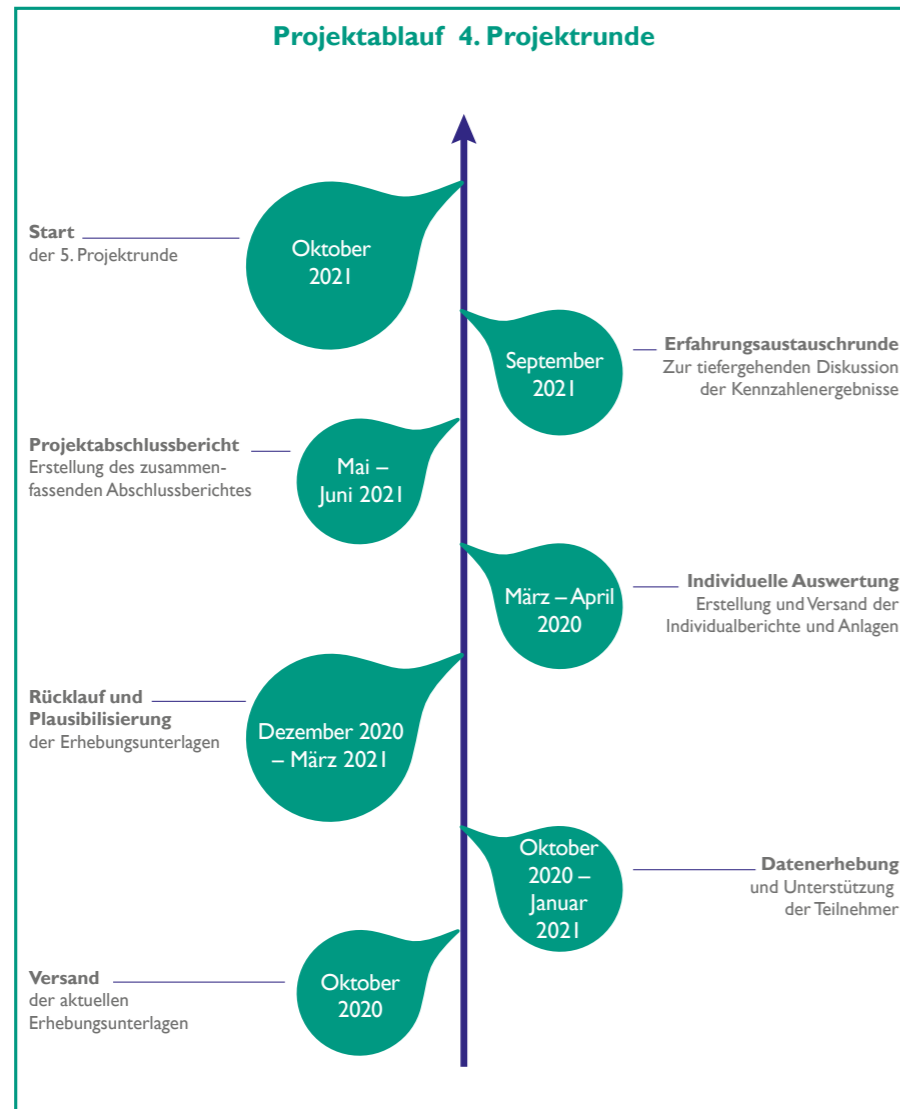 Projektablauf 4. Projektrunde
Start
der 5. Projektrunde
Oktober
2021
September
2021
Erfahrungsaustauschrunde
Zur tiefergehenden Diskussion
der Kennzahlenergebnisse
Projektabschlussbericht
Erstellung des zusammen-
fassenden Abschlussberichtes
Mai –
Juni 2021
März – April
2020
Individuelle Auswertung
Erstellung und Versand der
Individualberichte und Anlagen
Rücklauf und
Plausibilisierung
der Erhebungsunterlagen
Dezember 2020
– März 2021
Oktober
2020 –
Januar
2021
Datenerhebung
und Unterstützung
der Teilnehmer
Versand
der aktuellen
Erhebungsunterlagen
Oktober
2020